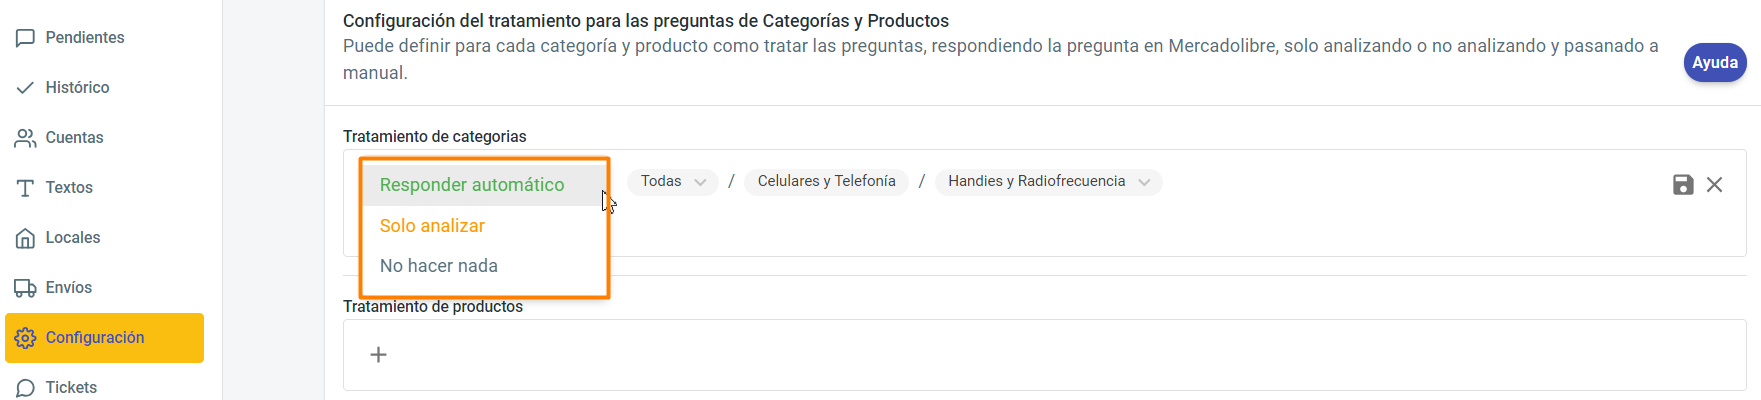 Pendientes
Histórico
Cuentas
Textos
Locales
Envíos
Configuración
Tickets
Configuración del tratamiento para las preguntas de Categorías y Productos
Puede definir para cada categoría y producto como tratar las preguntas, respondiendo la pregunta en Mercadolibre, solo analizando o no analizando y pasanado a
manual.
Ayuda
Tratamiento de categorias
Responder automático
Solo analizar
No hacer nada
Todas / Celulares y Telefonía / Handies y Radiofrecuencia
Tratamiento de productos